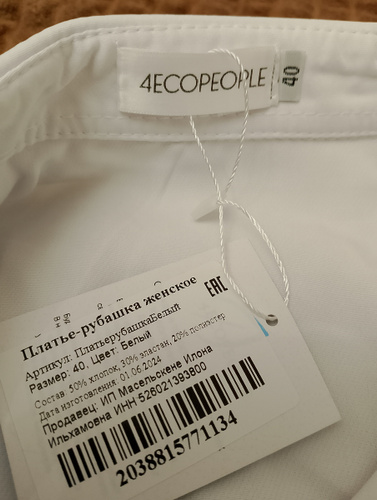 4ECOPEOPLE
40
EAC
Платье-рубашка женское
Артикул: ПлатьерубашкаБелый
Размер: 40, Цвет: Белый
Состав: 50% хлопок, 30% эластан, 20% полиэстер
Дата изготовления: 01.06.2024
Продавец: ИП Масельскене Илона
Ильхамовна ИНН 526021393800
2038815771134